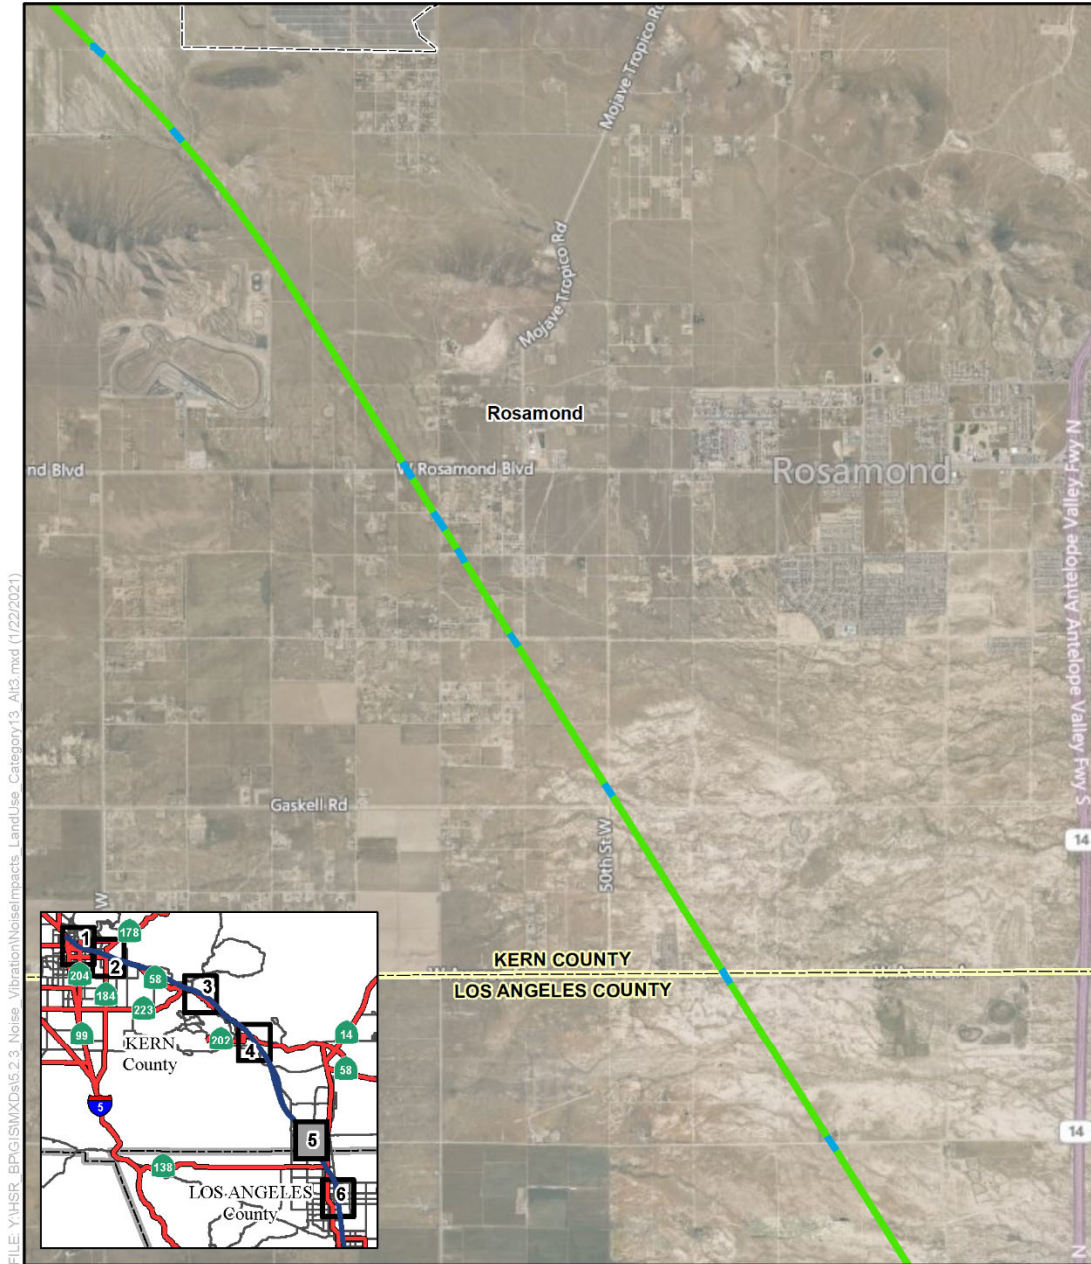 Mojave Tropico Rd
Mojave Tropico Rd
Rosamond
nd Blvd
W Rosamond Blvd
Rosamond
Antelope Valley Fwy N
Antelope Valley Fwy S
Gaskell Rd
50th St W
14
W
KERN COUNTY
LOS ANGELES COUNTY
14
N
1
2
178
204
184
58
3
223
99
202
4
14
58
KERN
County
5
5
138
LOS ANGELES
County
6
FILE: Y:\HSR_BP\GIS\MXDs\5.2.3_Noise_Vibration\NoiseImpacts_LandUse_Category13_Alt3.mxd (1/22/2021)